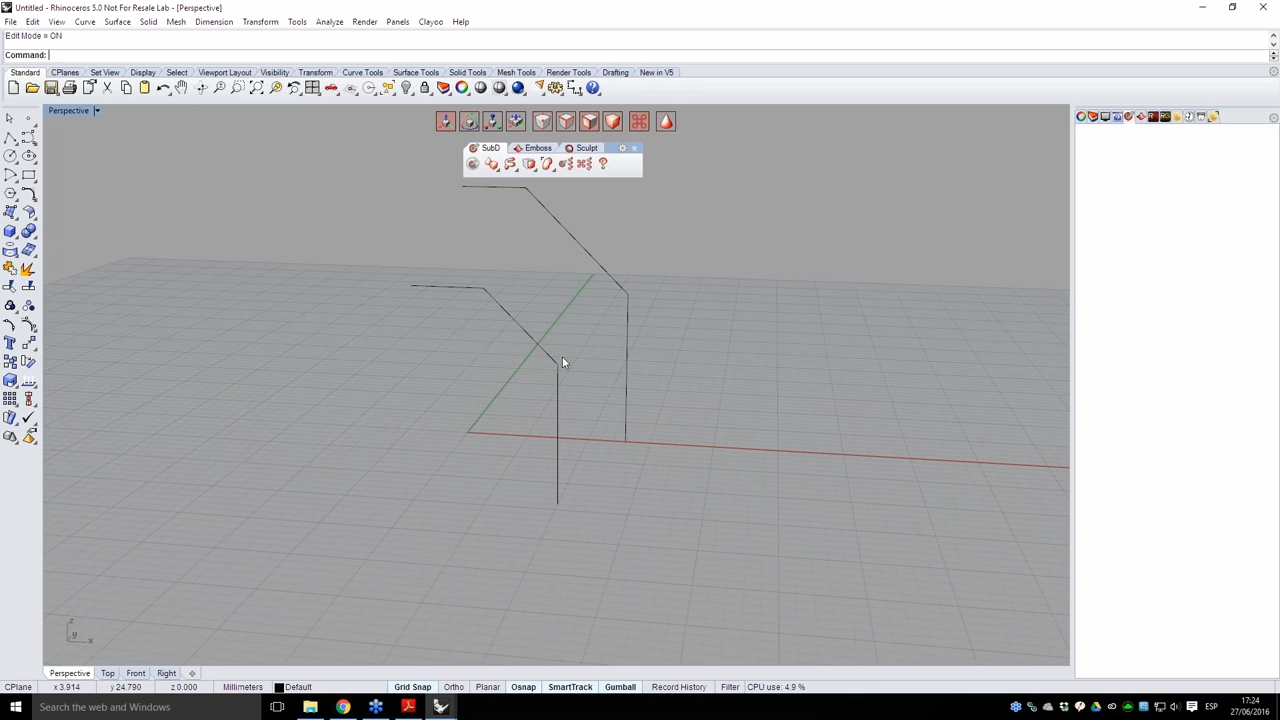 Untitled - Rhinoceros 5.0 Not For Resale Lab - [Perspective]
File Edit View Curve Surface Solid Mesh Dimension Transform Tools Analyze Render Panels Clayoo Help
Edit Mode = ON
Command:
Standard CPlanes Set View Display Select Viewport Layout Visibility Transform Curve Tools Surface Tools Solid Tools Mesh Tools Render Tools Drafting New in V5
Perspective
SubD Emboss Sculpt
z
y x
Perspective Top Front Right
CPlane x 3.914 y 24.790 z 0.000 Millimeters Default Grid Snap Ortho Planar Osnap SmartTrack Gumball Record History Filter CPU use: 4.9 %
Search the web and Windows
ESP
17:24
27/06/2016